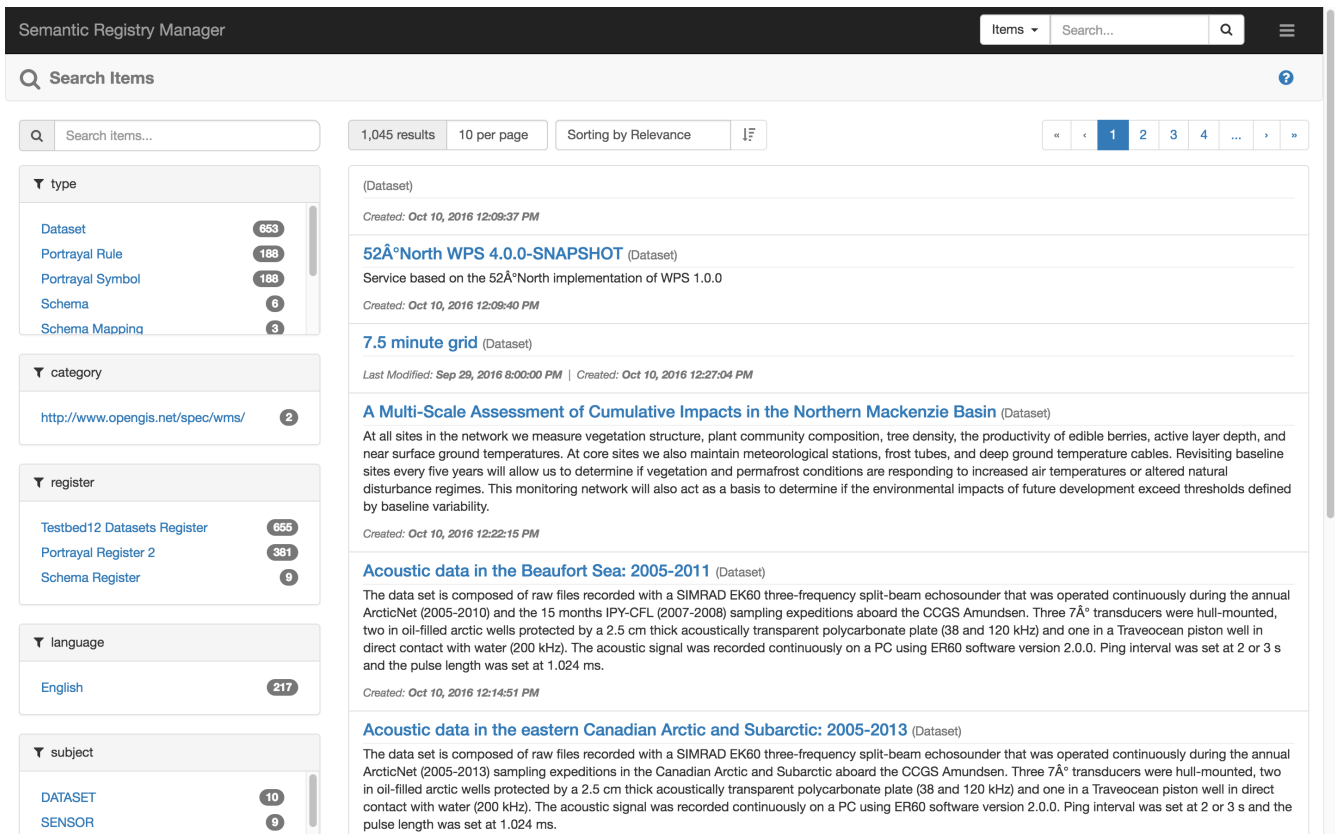 Semantic Registry Manager
Items
Search...
Search Items
Search items...
1,045 results
10 per page
Sorting by Relevance
« ‹ 1 2 3 4 ... › »
type
Dataset 653
Portrayal Rule 188
Portrayal Symbol 188
Schema 6
Schema Mapping 3
category
http://www.opengis.net/spec/wms/ 2
register
Testbed12 Datasets Register 655
Portrayal Register 2 381
Schema Register 9
language
English 217
subject
DATASET 10
SENSOR 9
(Dataset)
Created: Oct 10, 2016 12:09:37 PM
52Â°North WPS 4.0.0-SNAPSHOT (Dataset)
Service based on the 52Â°North implementation of WPS 1.0.0
Created: Oct 10, 2016 12:09:40 PM
7.5 minute grid (Dataset)
Last Modified: Sep 29, 2016 8:00:00 PM | Created: Oct 10, 2016 12:27:04 PM
A Multi-Scale Assessment of Cumulative Impacts in the Northern Mackenzie Basin (Dataset)
At all sites in the network we measure vegetation structure, plant community composition, tree density, the productivity of edible berries, active layer depth, and
near surface ground temperatures. At core sites we also maintain meteorological stations, frost tubes, and deep ground temperature cables. Revisiting baseline
sites every five years will allow us to determine if vegetation and permafrost conditions are responding to increased air temperatures or altered natural
disturbance regimes. This monitoring network will also act as a basis to determine if the environmental impacts of future development exceed thresholds defined
by baseline variability.
Created: Oct 10, 2016 12:22:15 PM
Acoustic data in the Beaufort Sea: 2005-2011 (Dataset)
The data set is composed of raw files recorded with a SIMRAD EK60 three-frequency split-beam echosounder that was operated continuously during the annual
ArcticNet (2005-2010) and the 15 months IPY-CFL (2007-2008) sampling expeditions aboard the CCGS Amundsen. Three 7Â° transducers were hull-mounted,
two in oil-filled arctic wells protected by a 2.5 cm thick acoustically transparent polycarbonate plate (38 and 120 kHz) and one in a Traveocean piston well in
direct contact with water (200 kHz). The acoustic signal was recorded continuously on a PC using ER60 software version 2.0.0. Ping interval was set at 2 or 3 s
and the pulse length was set at 1.024 ms.
Created: Oct 10, 2016 12:14:51 PM
Acoustic data in the eastern Canadian Arctic and Subarctic: 2005-2013 (Dataset)
The data set is composed of raw files recorded with a SIMRAD EK60 three-frequency split-beam echosounder that was operated continuously during the annual
ArcticNet (2005-2013) sampling expeditions in the Canadian Arctic and Subarctic aboard the CCGS Amundsen. Three 7Â° transducers were hull-mounted, two
in oil-filled arctic wells protected by a 2.5 cm thick acoustically transparent polycarbonate plate (38 and 120 kHz) and one in a Traveocean piston well in direct
contact with water (200 kHz). The acoustic signal was recorded continuously on a PC using ER60 software version 2.0.0. Ping interval was set at 2 or 3 s and the
pulse length was set at 1.024 ms.